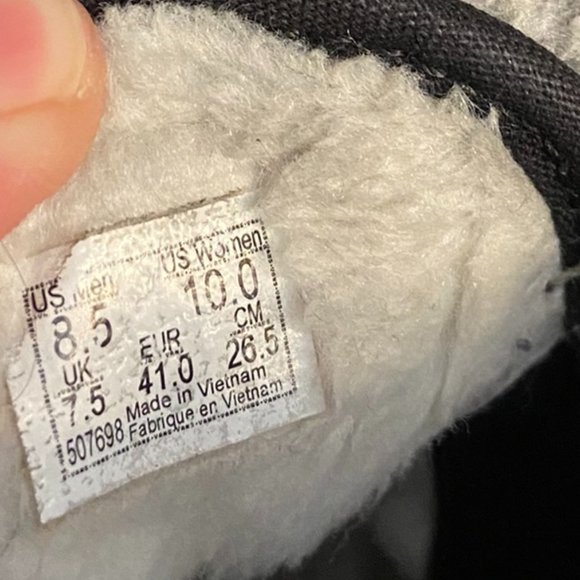 US Men US Women
8.5 10.0
UK EUR CM
7.5 41.0 26.5
Made in Vietnam
507698 Fabrique en Vietnam